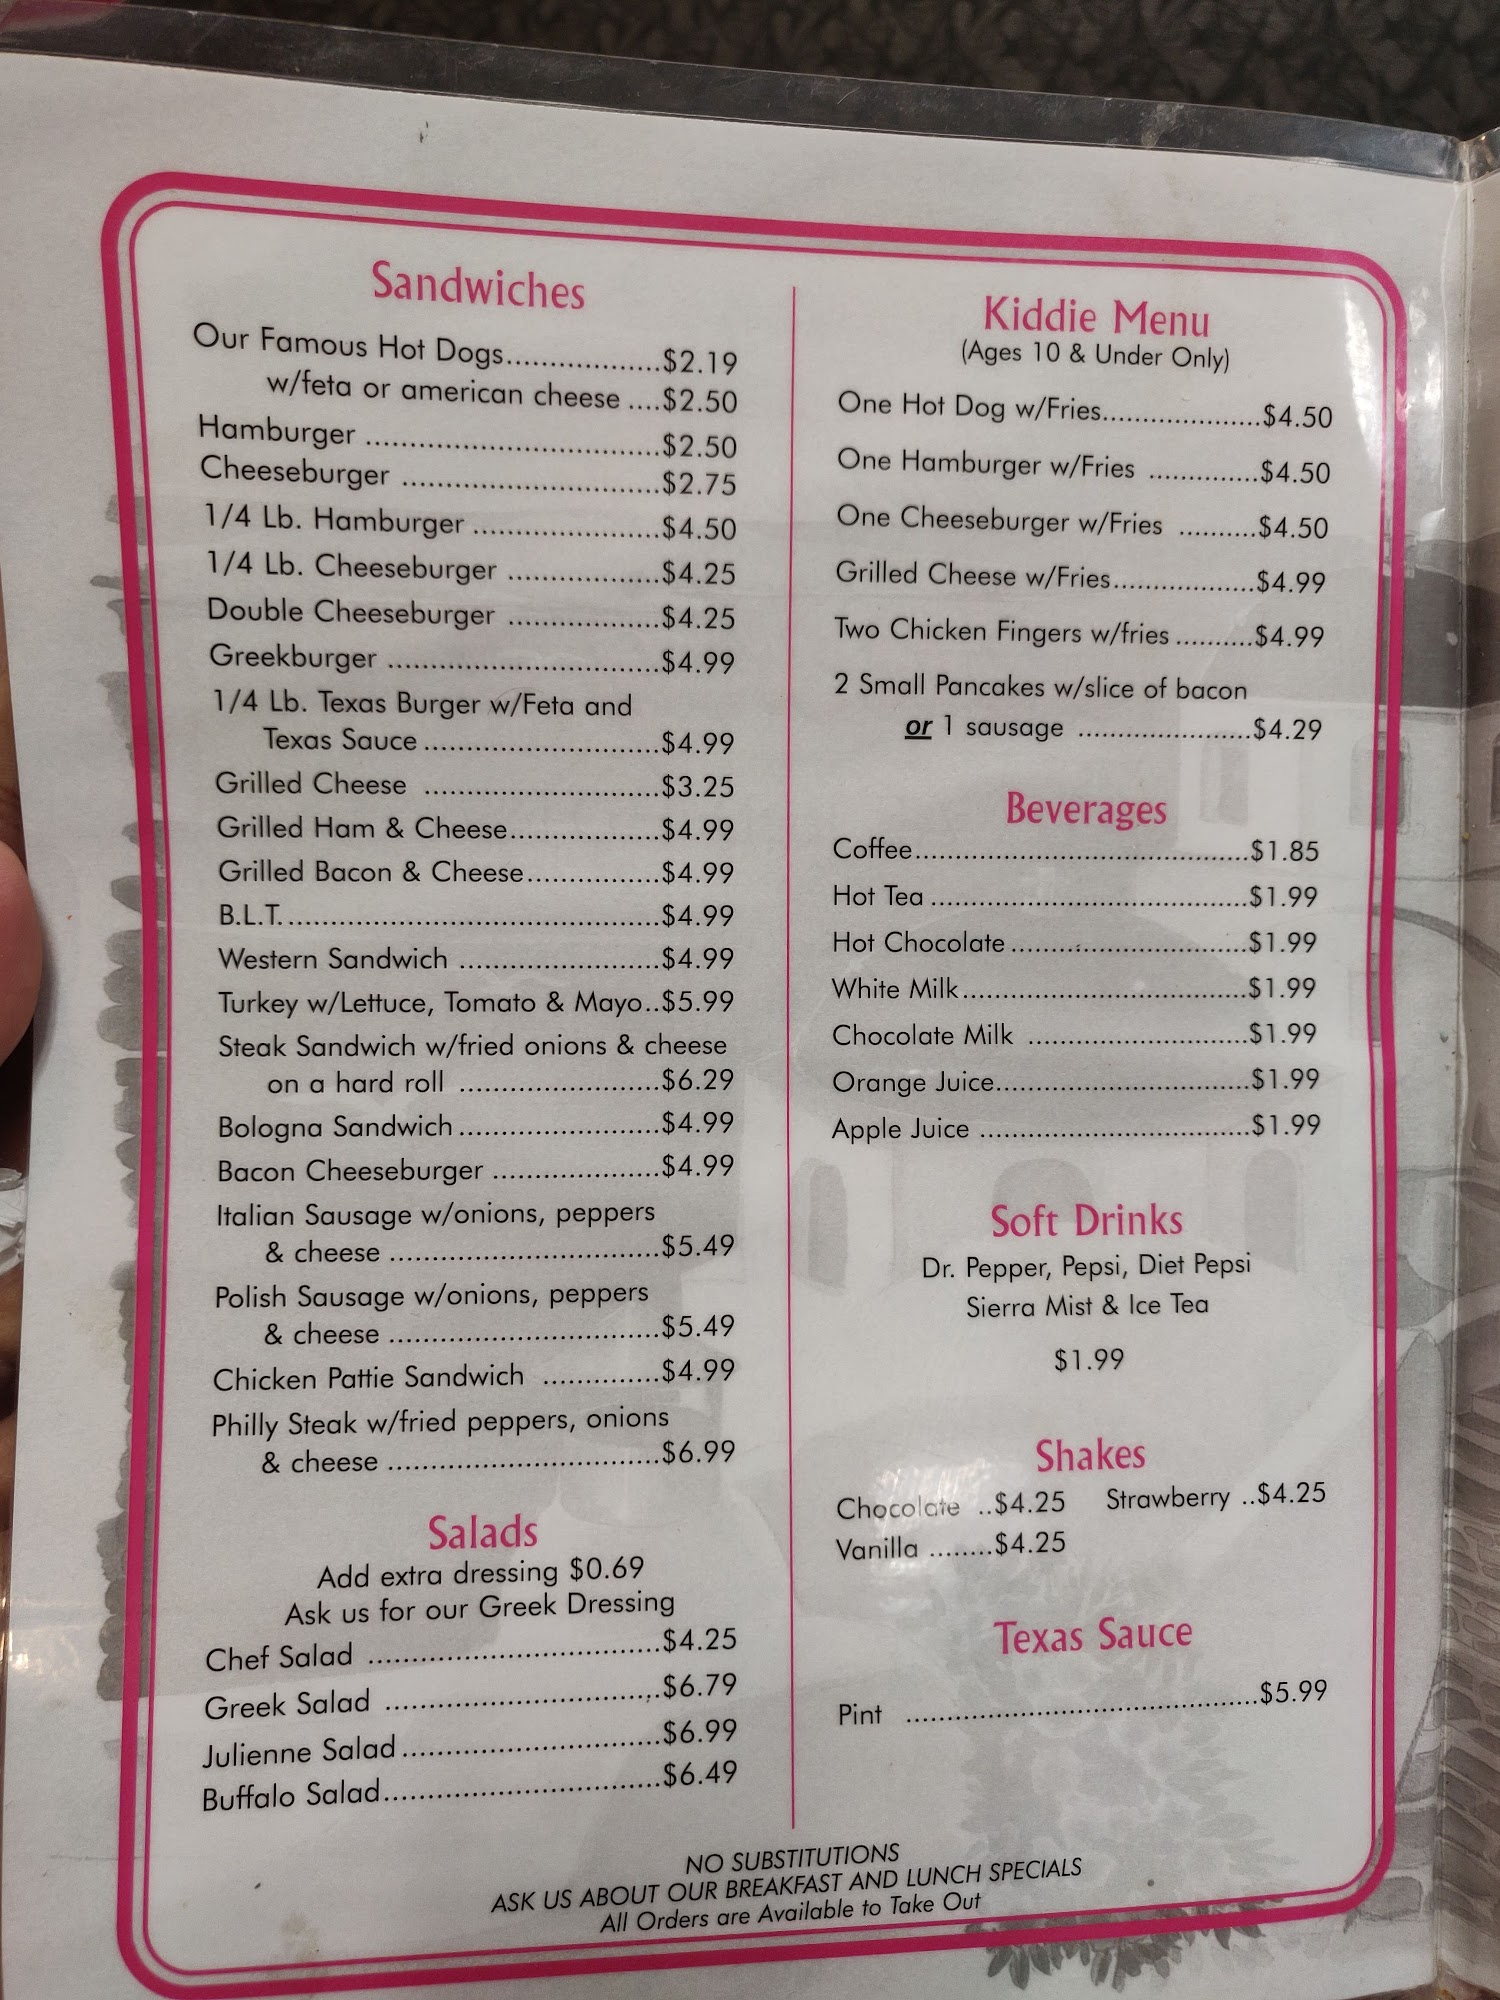 Sandwiches
Our Famous Hot Dogs...................$2.19
w/feta or american cheese ....$2.50
Hamburger .....................................$2.50
Cheeseburger ................................$2.75
1/4 Lb. Hamburger .......................$4.50
1/4 Lb. Cheeseburger ...................$4.25
Double Cheeseburger ...................$4.25
Greekburger ..................................$4.99
1/4 Lb. Texas Burger w/Feta and
Texas Sauce .............................$4.99
Grilled Cheese .............................$3.25
Grilled Ham & Cheese...................$4.99
Grilled Bacon & Cheese.................$4.99
B.L.T...............................................$4.99
Western Sandwich .........................$4.99
Turkey w/Lettuce, Tomato & Mayo..$5.99
Steak Sandwich w/fried onions & cheese
on a hard roll .........................$6.29
Bologna Sandwich .........................$4.99
Bacon Cheeseburger .....................$4.99
Italian Sausage w/onions, peppers
& cheese ..................................$5.49
Polish Sausage w/onions, peppers
& cheese ..................................$5.49
Chicken Pattie Sandwich ...............$4.99
Philly Steak w/fried peppers, onions
& cheese ..................................$6.99
Salads
Add extra dressing $0.69
Ask us for our Greek Dressing
Chef Salad ....................................$4.25
Greek Salad ..................................$6.79
Julienne Salad ................................$6.99
Buffalo Salad..................................$6.49
Kiddie Menu
(Ages 10 & Under Only)
One Hot Dog w/Fries....................$4.50
One Hamburger w/Fries ..............$4.50
One Cheeseburger w/Fries ..........$4.50
Grilled Cheese w/Fries..................$4.99
Two Chicken Fingers w/fries ..........$4.99
2 Small Pancakes w/slice of bacon
or 1 sausage ......................$4.29
Beverages
Coffee..........................................$1.85
Hot Tea ........................................$1.99
Hot Chocolate ..............................$1.99
White Milk....................................$1.99
Chocolate Milk ............................$1.99
Orange Juice................................$1.99
Apple Juice ..................................$1.99
Soft Drinks
Dr. Pepper, Pepsi, Diet Pepsi
Sierra Mist & Ice Tea
$1.99
Shakes
Chocolate ..$4.25 Strawberry ..$4.25
Vanilla ........$4.25
Texas Sauce
Pint ............................................$5.99
NO SUBSTITUTIONS
ASK US ABOUT OUR BREAKFAST AND LUNCH SPECIALS
All Orders are Available to Take Out